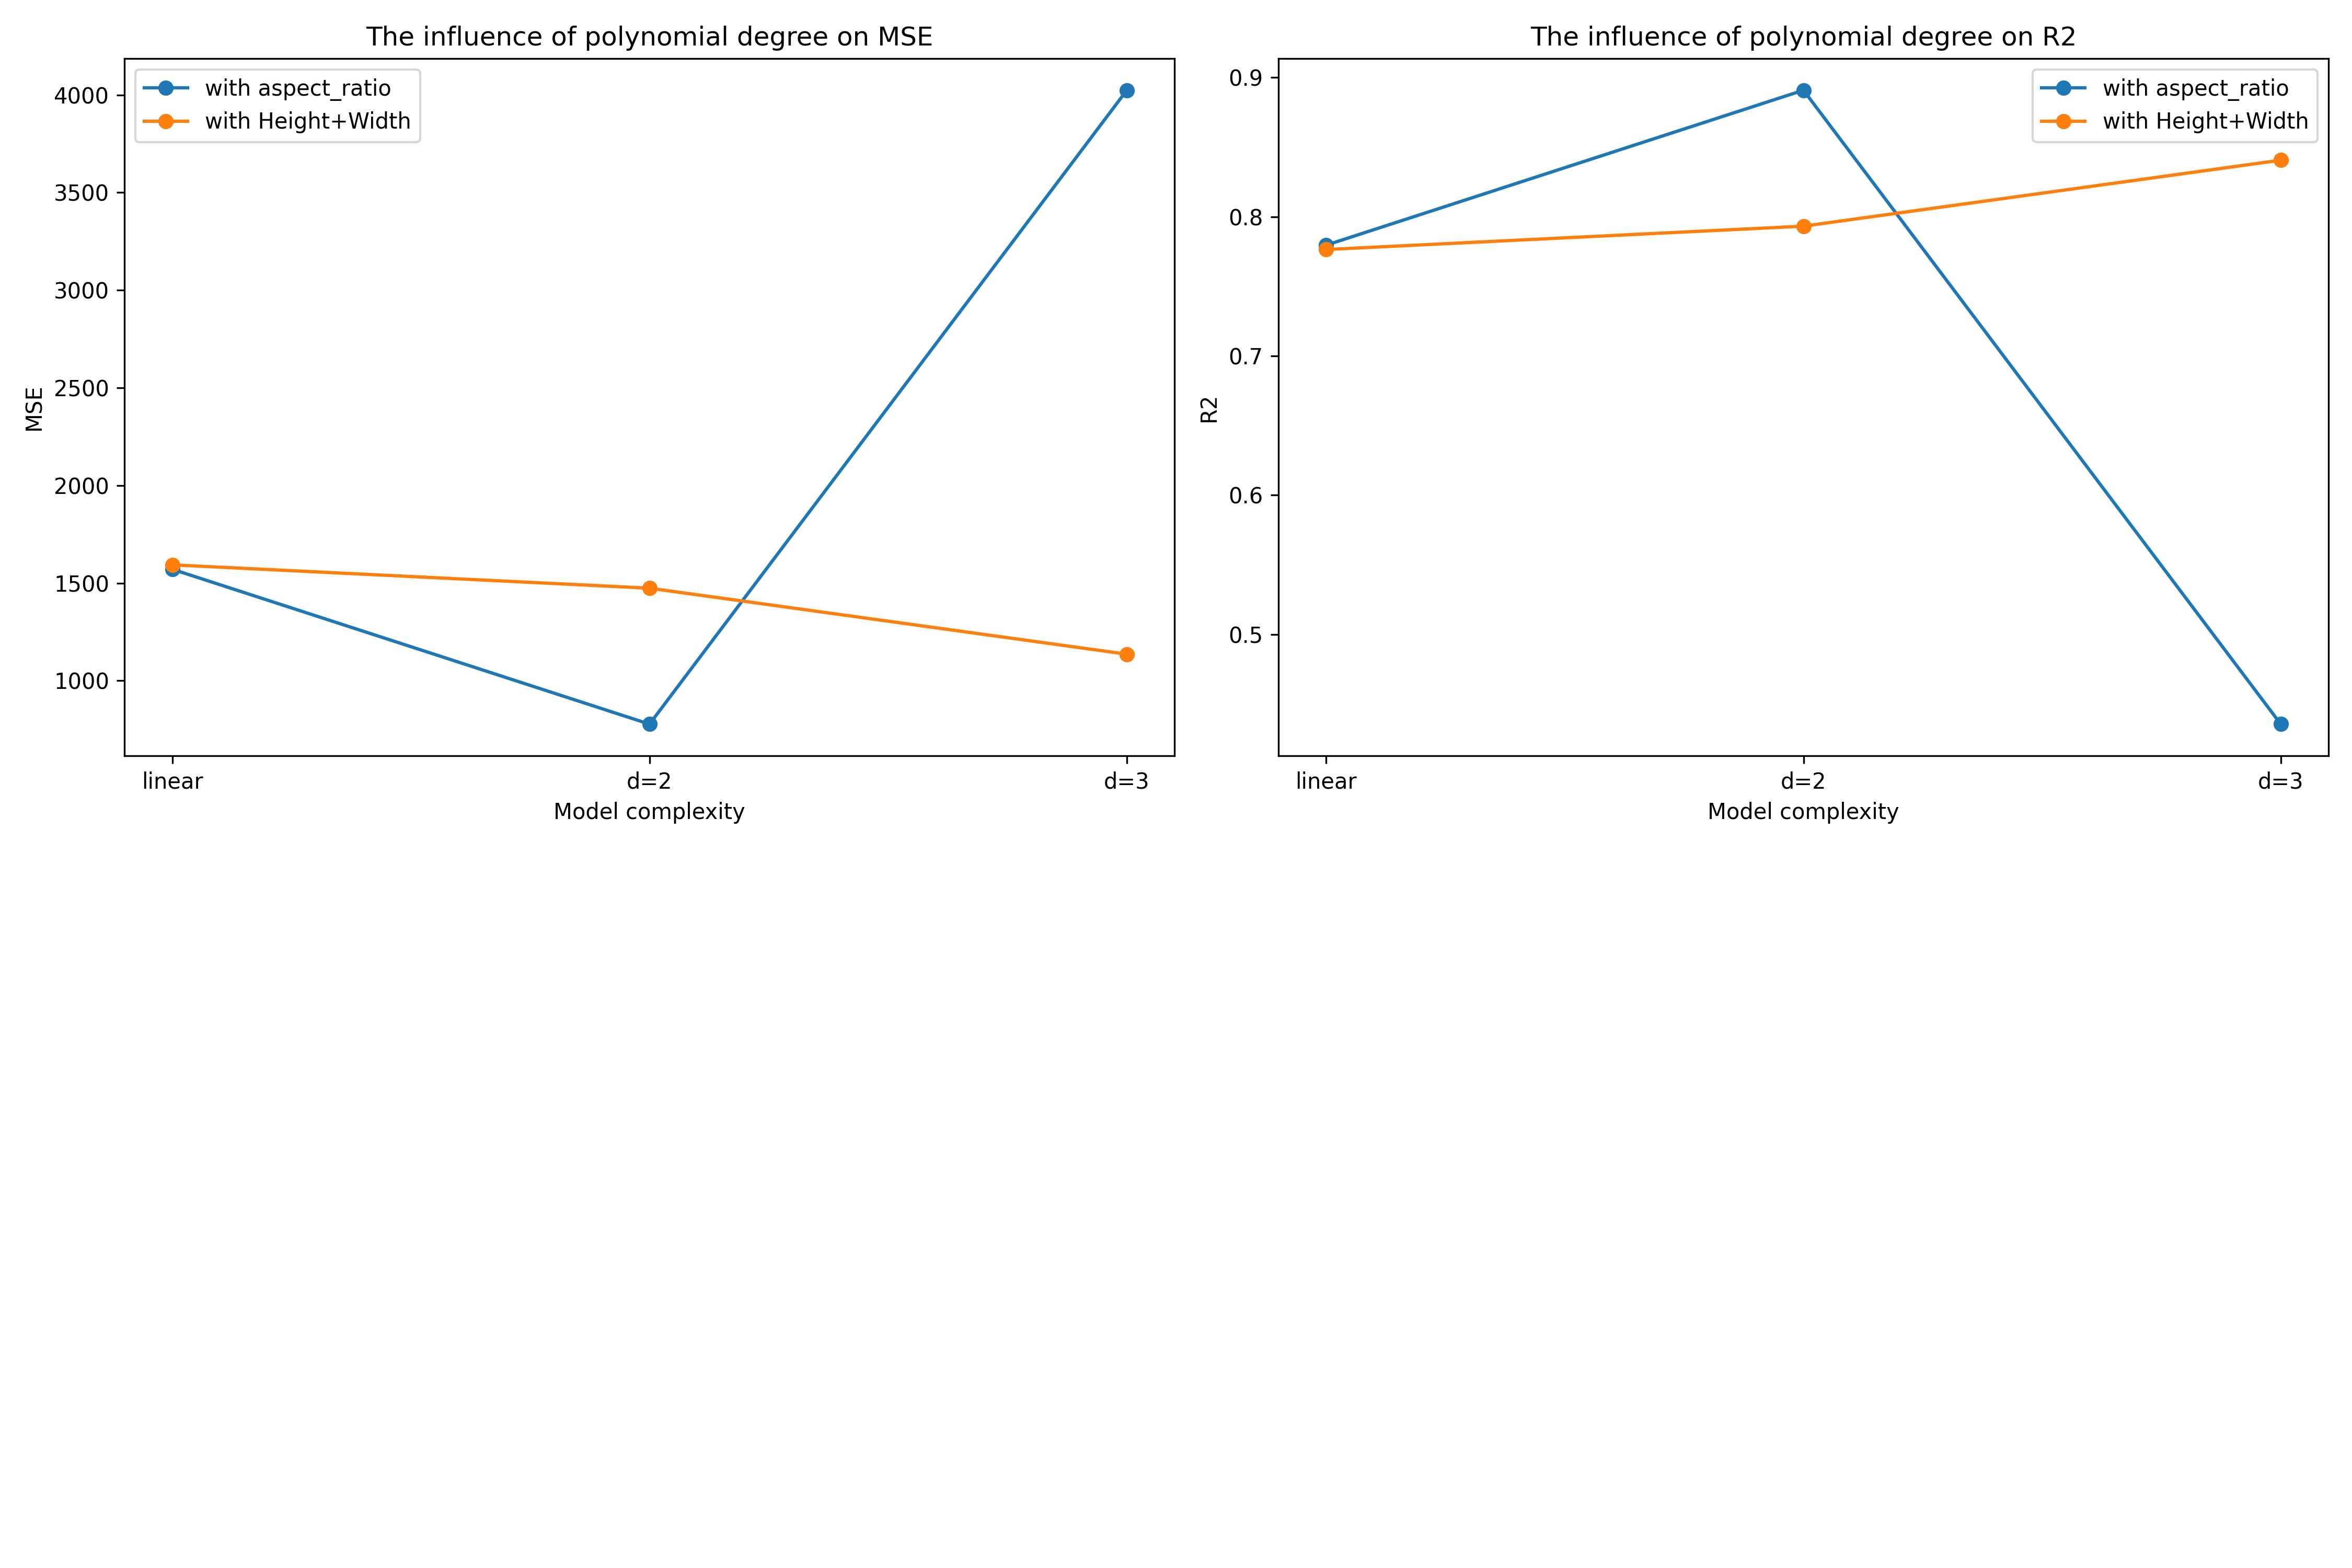 The influence of polynomial degree on MSE
with aspect_ratio
with Height+Width
4000
3500
3000
2500
2000
1500
1000
MSE
linear
d=2
d=3
Model complexity
The influence of polynomial degree on R2
with aspect_ratio
with Height+Width
0.9
0.8
0.7
0.6
0.5
R2
linear
d=2
d=3
Model complexity